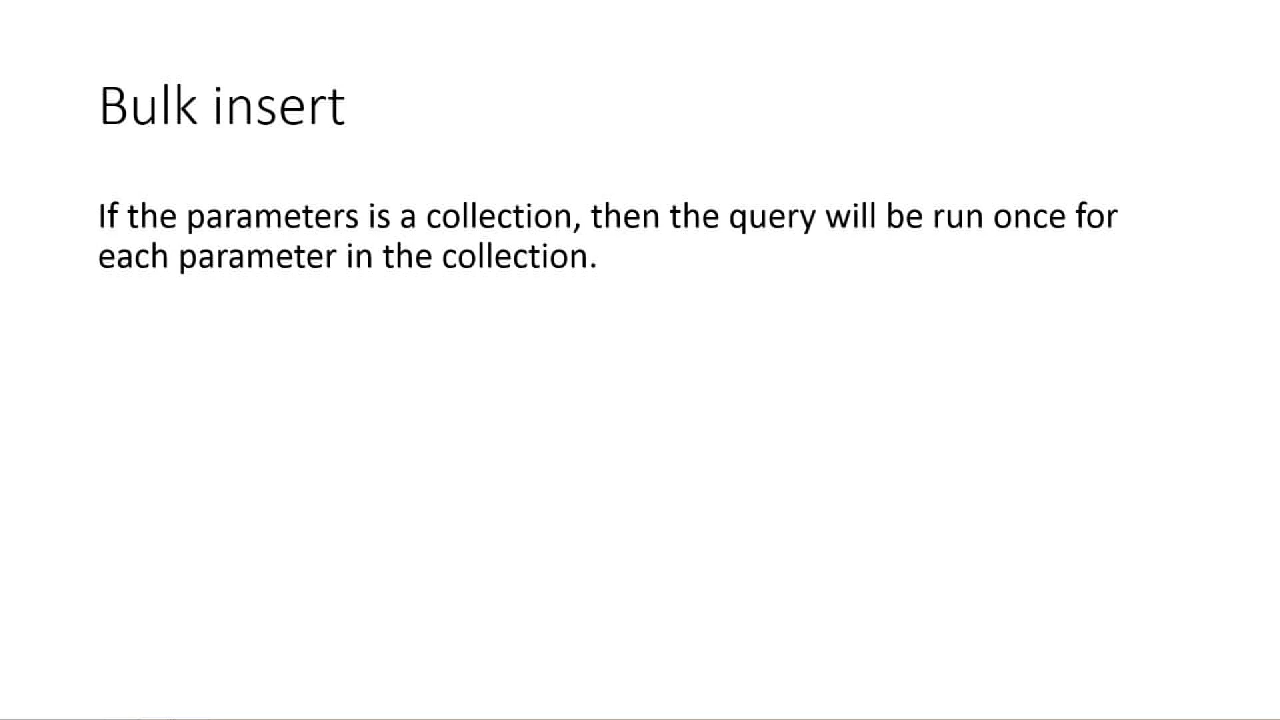 Bulk insert
If the parameters is a collection, then the query will be run once for
each parameter in the collection.